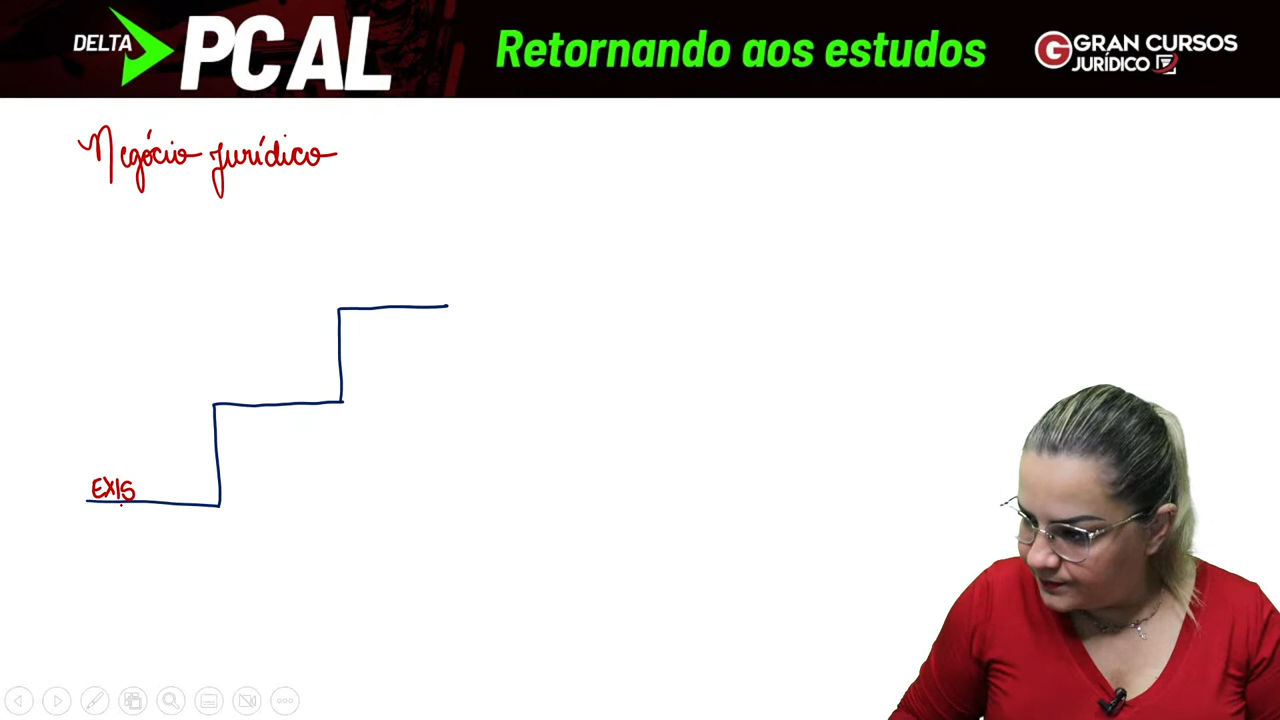 DELTA PC AL
Retornando aos estudos
GRAN CURSOS
JURÍDICO
Negócio jurídico
EXIS